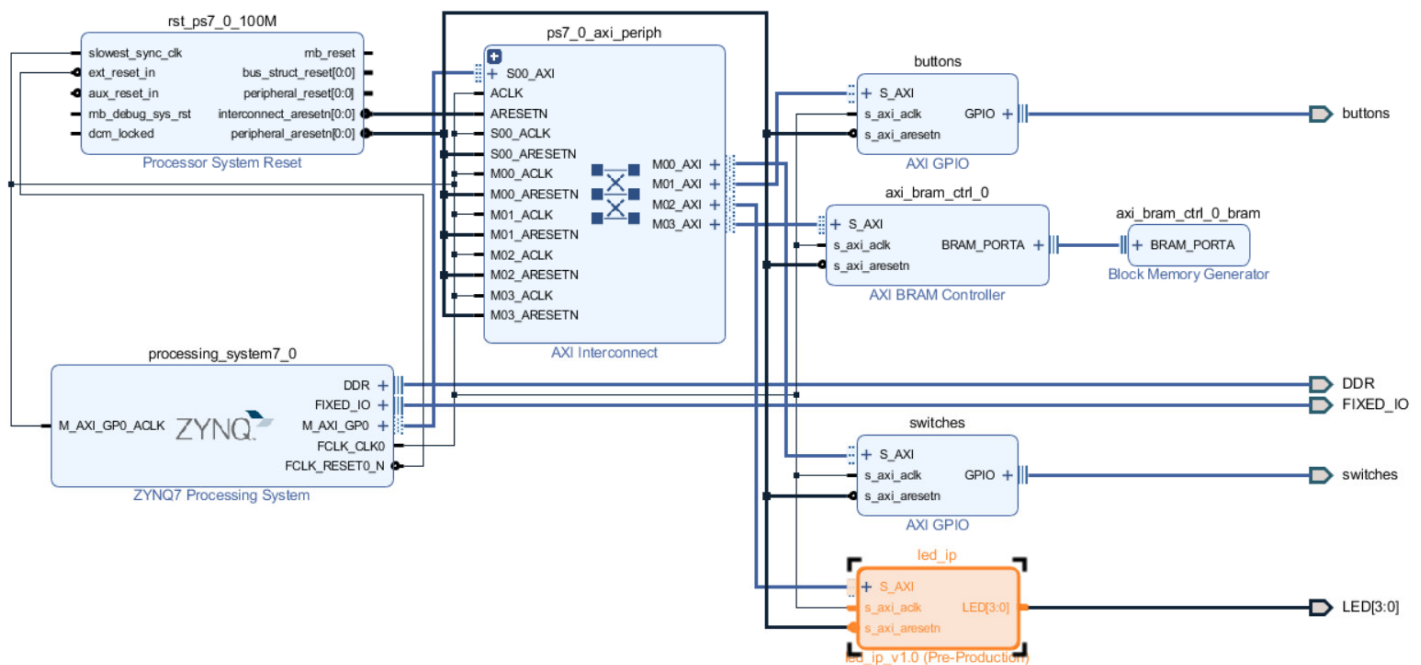 rst_ps7_0_100M
slowest_sync_clk
ext_reset_in
aux_reset_in
mb_debug_sys_rst
dcm_locked
mb_reset
bus_struct_reset[0:0]
peripheral_reset[0:0]
interconnect_aresetn[0:0]
peripheral_aresetn[0:0]
Processor System Reset
ps7_0_axi_periph
S00_AXI
ACLK
ARESETN
S00_ACLK
S00_ARESETN
M00_ACLK
M00_ARESETN
M01_ACLK
M01_ARESETN
M02_ACLK
M02_ARESETN
M03_ACLK
M03_ARESETN
M00_AXI
M01_AXI
M02_AXI
M03_AXI
AXI Interconnect
buttons
S_AXI
s_axi_aclk
s_axi_aresetn
GPIO
AXI GPIO
buttons
axi_bram_ctrl_0
S_AXI
s_axi_aclk
s_axi_aresetn
BRAM_PORTA
AXI BRAM Controller
axi_bram_ctrl_0_bram
BRAM_PORTA
Block Memory Generator
processing_system7_0
M_AXI_GP0_ACLK
ZYNQ
DDR
FIXED_IO
M_AXI_GP0
FCLK_CLK0
FCLK_RESET0_N
ZYNQ7 Processing System
DDR
FIXED_IO
switches
S_AXI
s_axi_aclk
s_axi_aresetn
GPIO
AXI GPIO
switches
led_ip
S_AXI
s_axi_aclk
s_axi_aresetn
LED[3:0]
led_ip_v1.0 (Pre-Production)
LED[3:0]